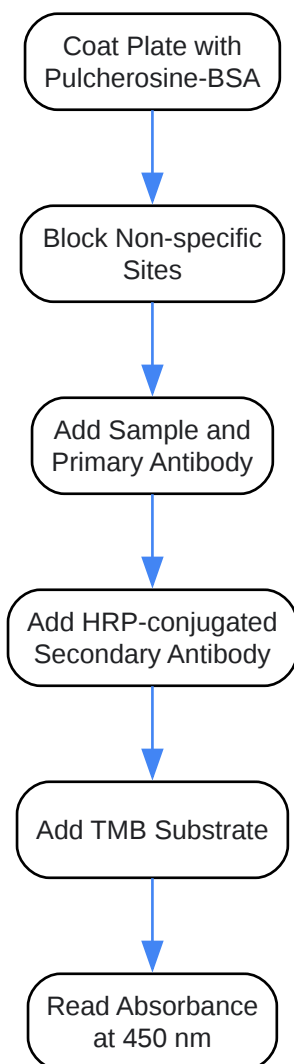 Coat Plate with
Pulcherosine-BSA
Block Non-specific
Sites
Add Sample and
Primary Antibody
Add HRP-conjugated
Secondary Antibody
Add TMB Substrate
Read Absorbance
at 450 nm